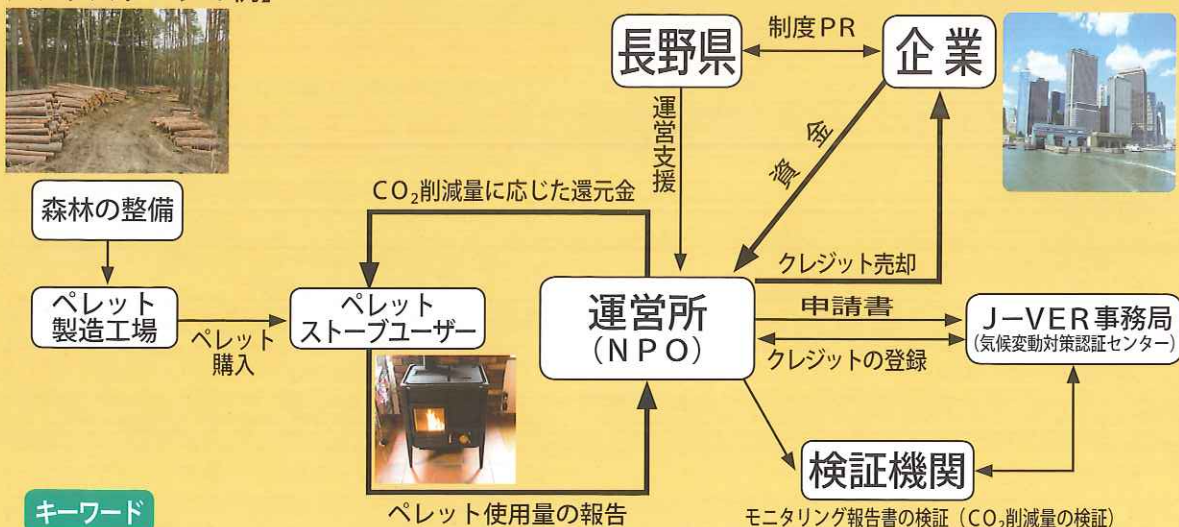 長野県
制度PR
企業
運営支援
資金
CO₂削減量に応じた還元金
森林の整備
クレジット売却
ペレット
製造工場
ペレット
購入
ペレット
ストーブユーザー
運営所
(NPO)
申請書
クレジットの登録
J-VER事務局
(気候変動対策認証センター)
検証機関
キーワード
ペレット使用量の報告
モニタリング報告書の検証(CO₂削減量の検証)